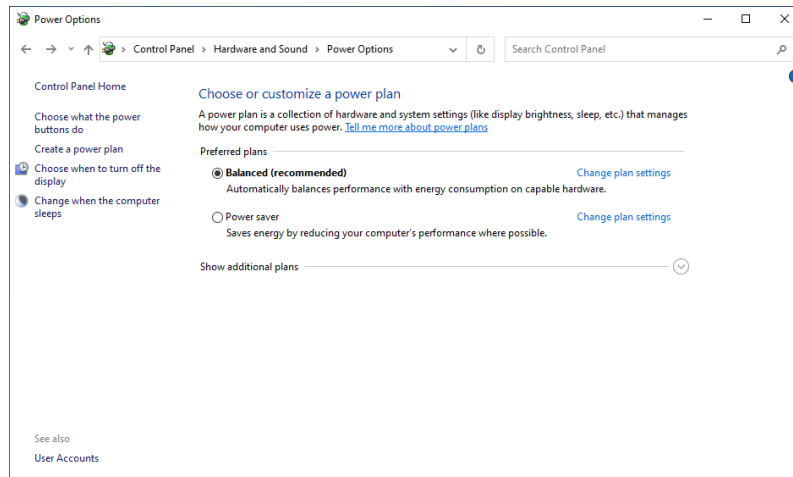 Power Options
Control Panel > Hardware and Sound > Power Options
Search Control Panel
Control Panel Home
Choose what the power
buttons do
Create a power plan
Choose when to turn off the
display
Change when the computer
sleeps
Choose or customize a power plan
A power plan is a collection of hardware and system settings (like display brightness, sleep, etc.) that manages
how your computer uses power. Tell me more about power plans
Preferred plans
Balanced (recommended) Change plan settings
Automatically balances performance with energy consumption on capable hardware.
Power saver Change plan settings
Saves energy by reducing your computer's performance where possible.
Show additional plans
See also
User Accounts